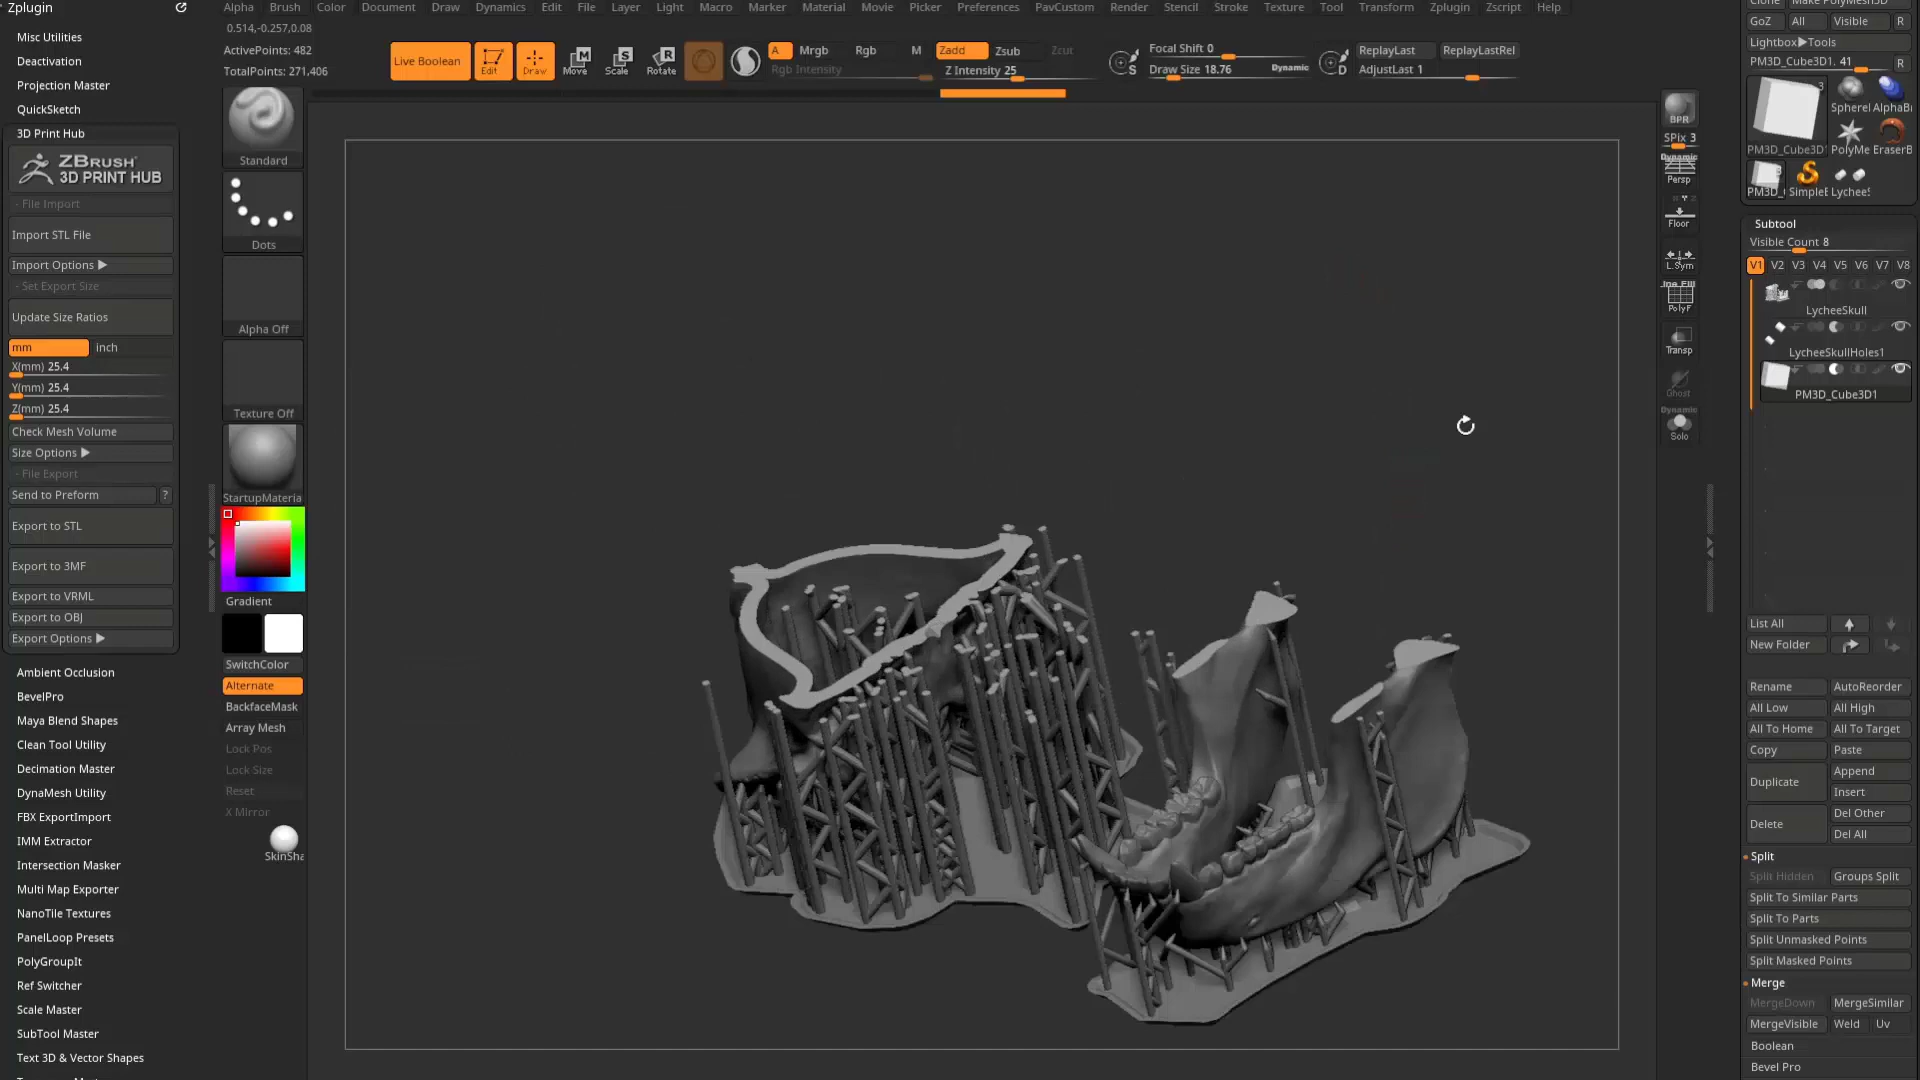 Zplugin
Alpha Brush Color Document Draw Dynamics Edit File Layer Light Macro Marker Material Movie Picker Preferences PavCustom Render Stencil Stroke Texture Tool Transform Zplugin Zscript Help
0.514,-0.257,0.08
ActivePoints: 482
TotalPoints: 271,406
Live Boolean
Edit
Draw
Move
Scale
Rotate
A
Mrgb
Rgb
M
Rgb Intensity
Zadd
Zsub
Zcut
Z Intensity 25
S
Focal Shift 0
Draw Size 18.76
Dynamic
D
ReplayLast
ReplayLastRel
AdjustLast 1
Misc Utilities
Deactivation
Projection Master
QuickSketch
3D Print Hub
ZBRUSH
3D PRINT HUB
- File Import
Import STL File
Import Options
- Set Export Size
Update Size Ratios
mm
inch
X(mm) 25.4
Y(mm) 25.4
Z(mm) 25.4
Check Mesh Volume
Size Options
- File Export
Send to Preform
?
Export to STL
Export to 3MF
Export to VRML
Export to OBJ
Export Options
Ambient Occlusion
BevelPro
Maya Blend Shapes
Clean Tool Utility
Decimation Master
DynaMesh Utility
FBX ExportImport
IMM Extractor
Intersection Masker
Multi Map Exporter
NanoTile Textures
PanelLoop Presets
PolyGroupIt
Ref Switcher
Scale Master
SubTool Master
Text 3D & Vector Shapes
Standard
Dots
Alpha Off
Texture Off
StartupMateria
Gradient
SwitchColor
Alternate
BackfaceMask
Array Mesh
Lock Pos
Lock Size
Reset
X Mirror
SkinSha
BPR
SPix 3
Dynamic
Persp
Floor
L.Sym
Line Fill
PolyF
Transp
Ghost
Dynamic
Solo
Clone
Make PolyMesh3D
GoZ
All
Visible
R
Lightbox▶Tools
PM3D_Cube3D1. 41
R
3
PM3D_Cube3D
SphereI
AlphaB
PolyMe
EraserB
PM3D_
SimpleB
LycheeS
Subtool
Visible Count 8
V1 V2 V3 V4 V5 V6 V7 V8
LycheeSkull
LycheeSkullHoles1
PM3D_Cube3D1
List All
New Folder
Rename
AutoReorder
All Low
All High
All To Home
All To Target
Copy
Paste
Duplicate
Append
Insert
Delete
Del Other
Del All
Split
Split Hidden
Groups Split
Split To Similar Parts
Split To Parts
Split Unmasked Points
Split Masked Points
Merge
MergeDown
MergeSimilar
MergeVisible
Weld
Uv
Boolean
Bevel Pro